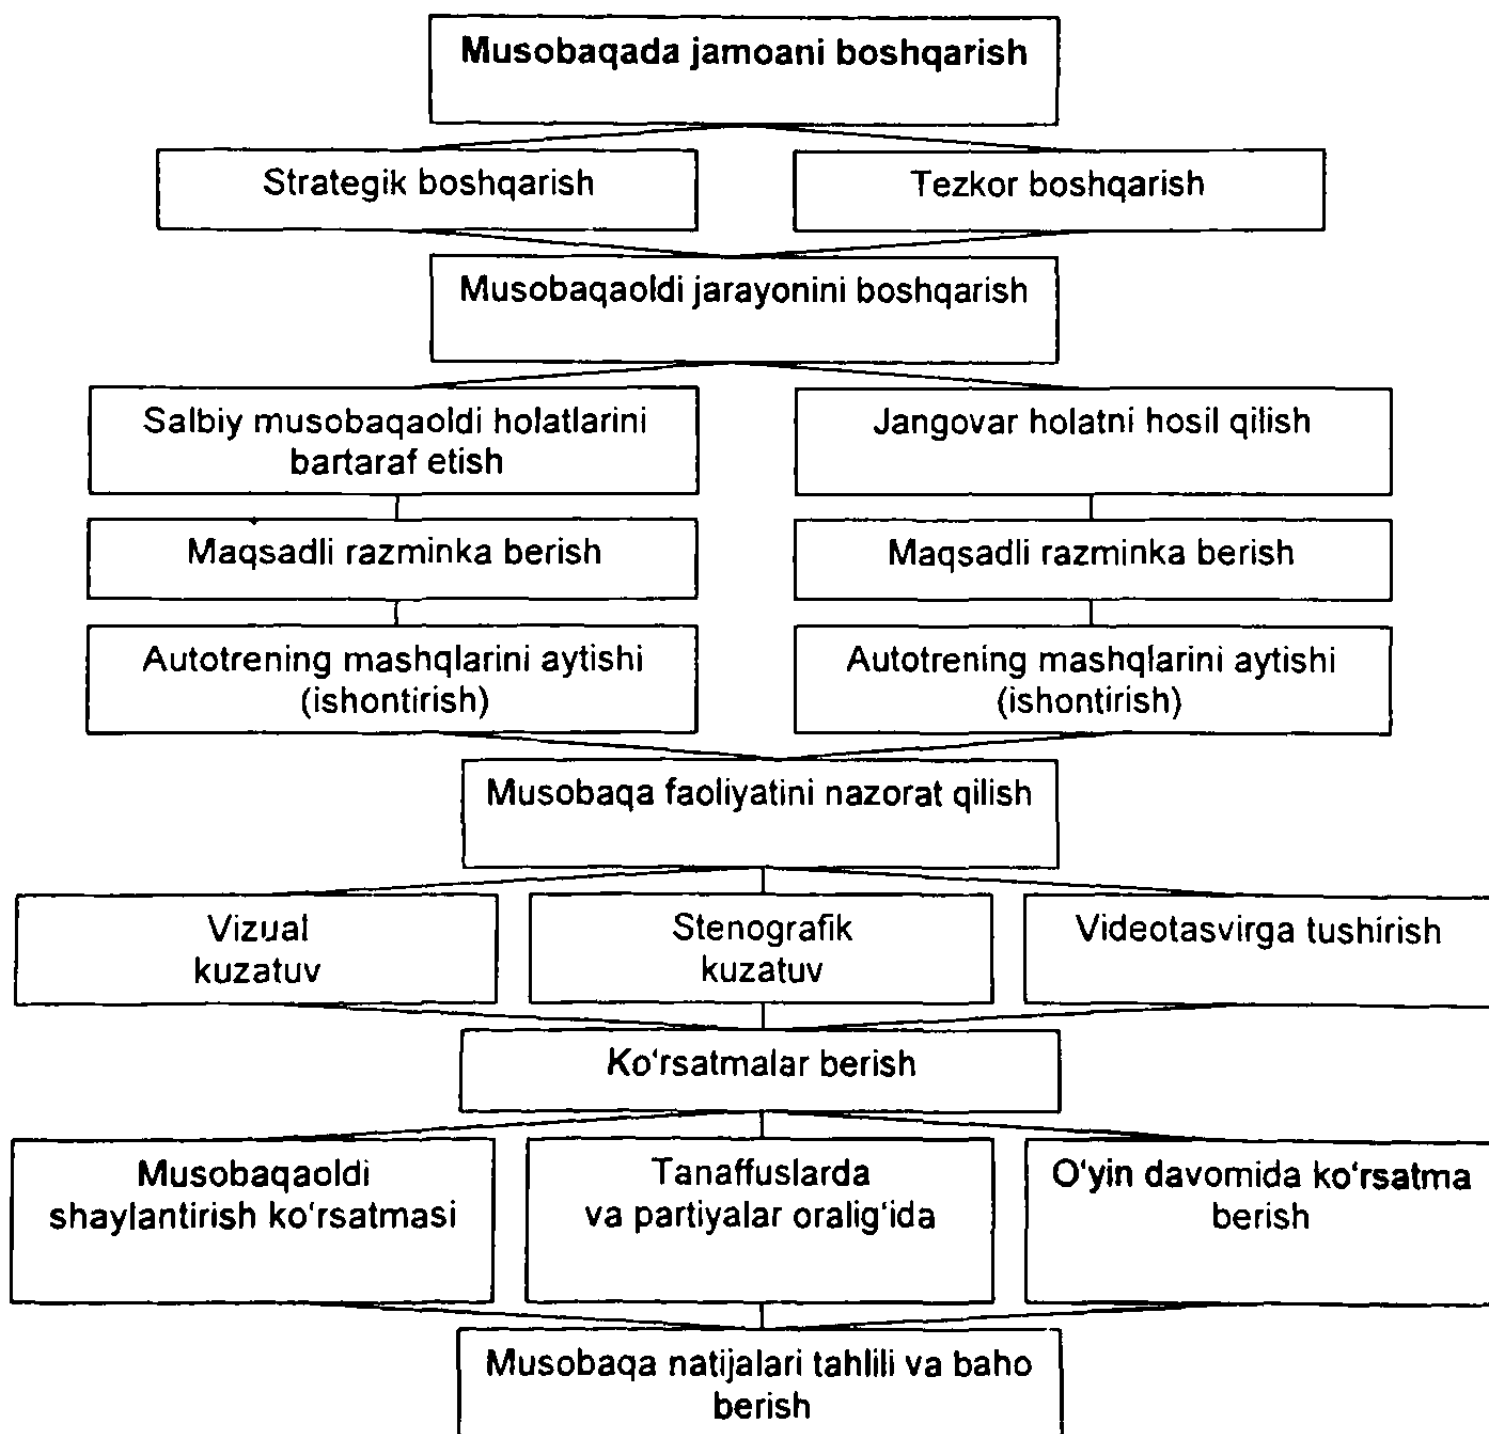 Musobaqada jamoani boshqarish
Strategik boshqarish
Tezkor boshqarish
Musobaqaoldi jarayonini boshqarish
Salbiy musobaqaoldi holatlarini
bartaraf etish
Jangovar holatni hosil qilish
Maqsadli razminka berish
Maqsadli razminka berish
Autotrening mashqlarini aytishi
(ishontirish)
Autotrening mashqlarini aytishi
(ishontirish)
Musobaqa faoliyatini nazorat qilish
Vizual
kuzatuv
Stenografik
kuzatuv
Videotasvirga tushirish
Ko‘rsatmalar berish
Musobaqaoldi
shaylantirish ko‘rsatmasi
Tanaffuslarda
va partiyalar oralig‘ida
O‘yin davomida ko‘rsatma
berish
Musobaqa natijalari tahlili va baho
berish